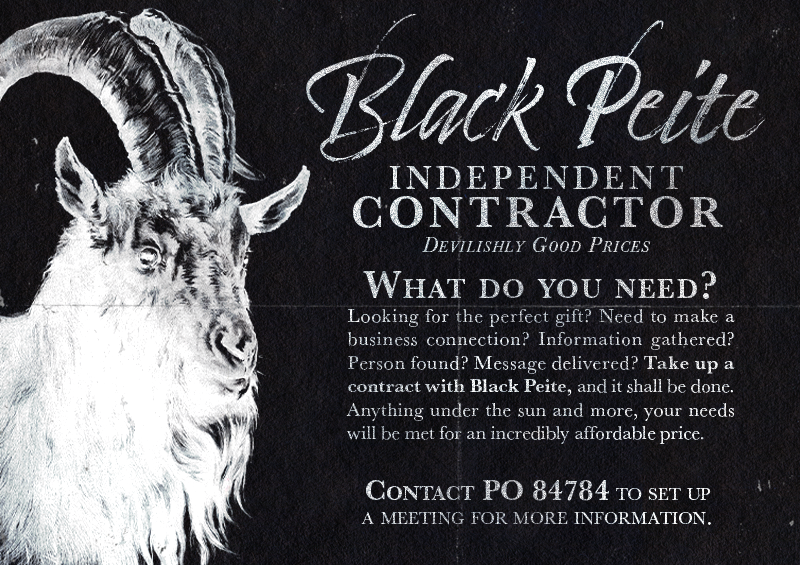 Black Peite
INDEPENDENT
CONTRACTOR
DEVILISHLY GOOD PRICES
WHAT DO YOU NEED?
Looking for the perfect gift? Need to make a
business connection? Information gathered?
Person found? Message delivered? Take up a
contract with Black Peite, and it shall be done.
Anything under the sun and more, your needs
will be met for an incredibly affordable price.
CONTACT PO 84784 TO SET UP
A MEETING FOR MORE INFORMATION.